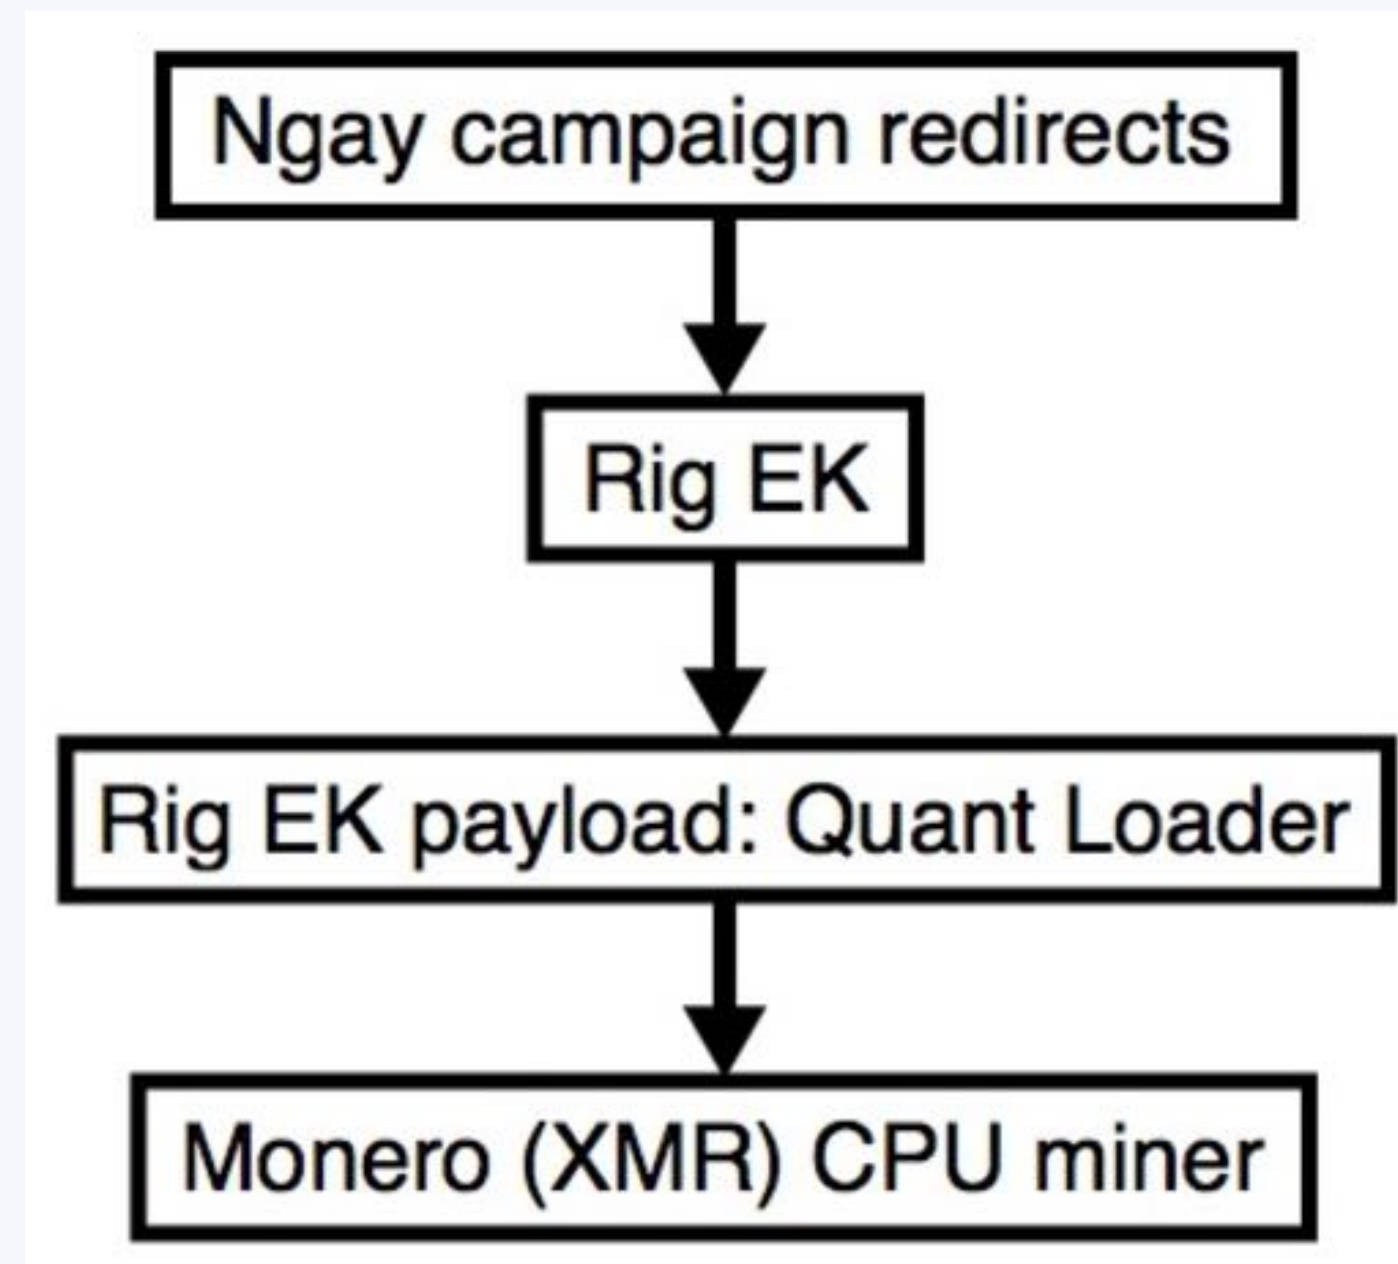 Ngay campaign redirects
Rig EK
Rig EK payload: Quant Loader
Monero (XMR) CPU miner